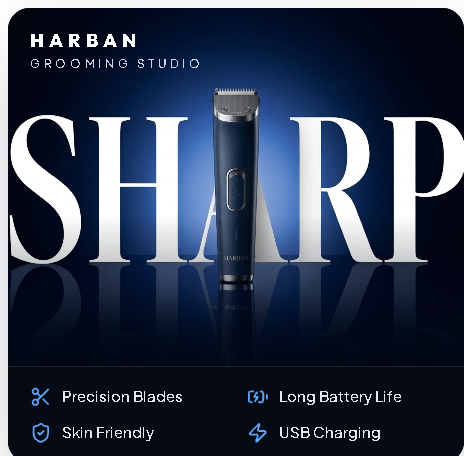 HARBAN
GROOMING STUDIO
SHARP
HARBAN
Precision Blades
Long Battery Life
Skin Friendly
USB Charging